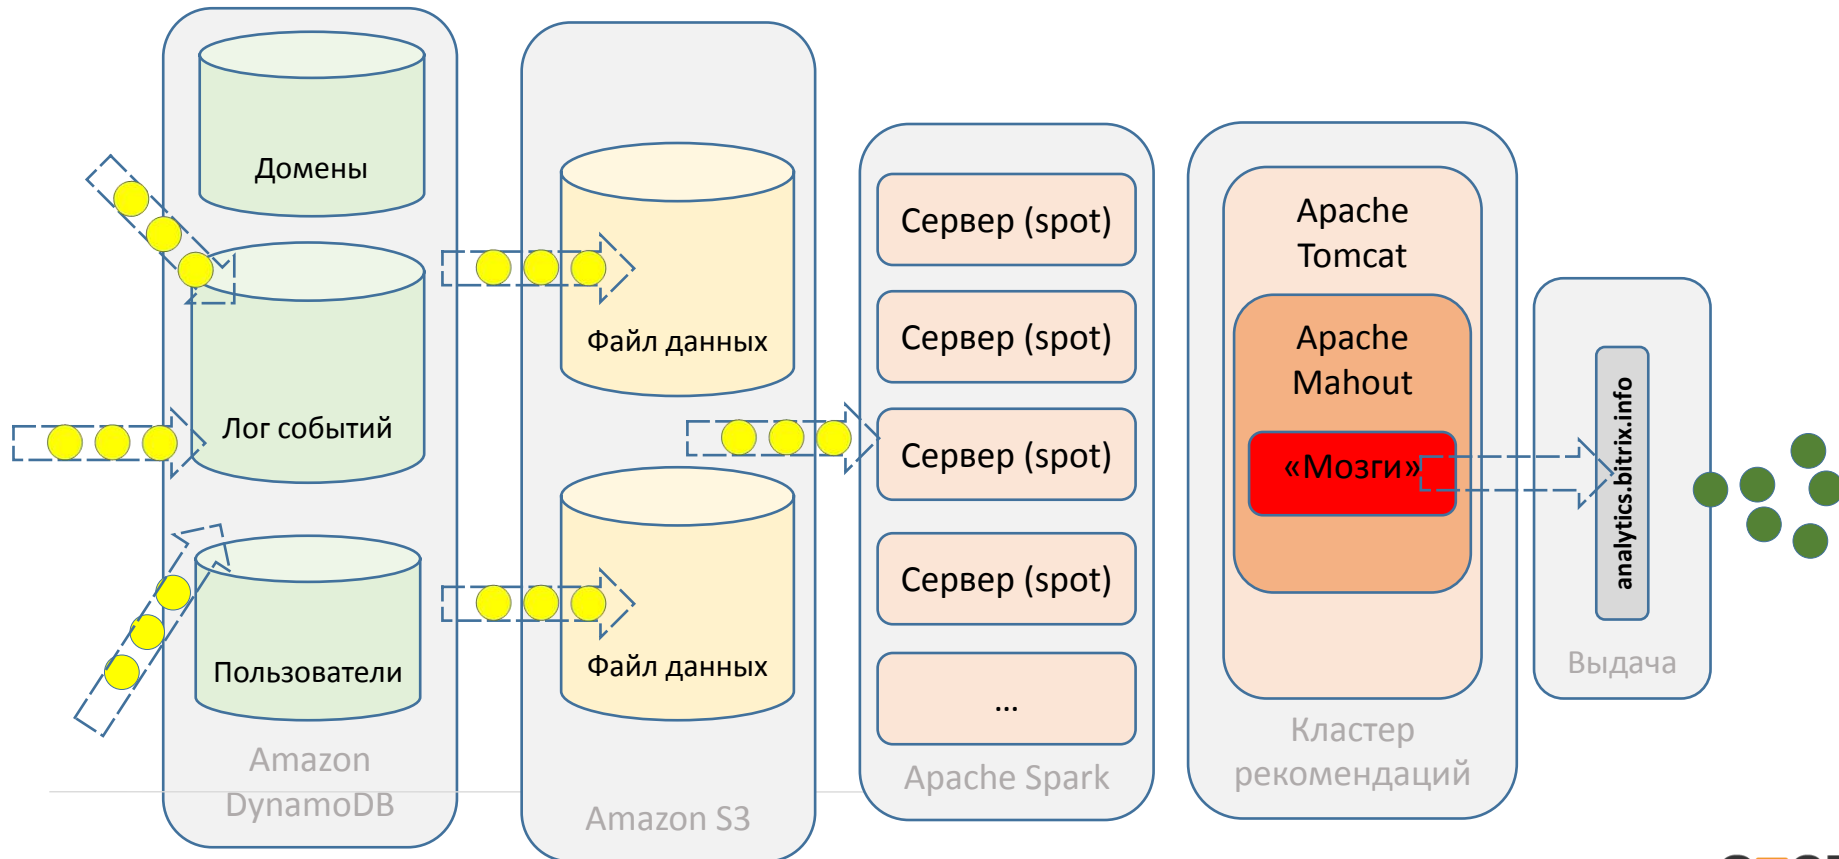 Домены
Лог событий
Пользователи
Amazon
DynamoDB
Файл данных
Файл данных
Amazon S3
Сервер (spot)
Сервер (spot)
Сервер (spot)
Сервер (spot)
...
Apache Spark
Apache
Tomcat
Apache
Mahout
«Мозги»
Кластер
рекомендаций
analytics.bitrix.info
Выдача